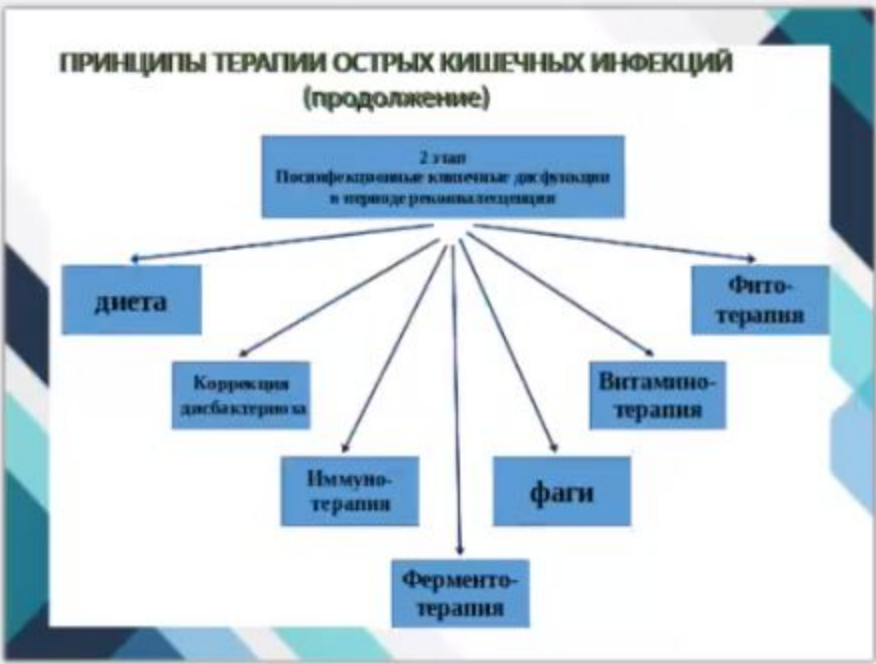 ПРИНЦИПЫ ТЕРАПИИ ОСТРЫХ КИШЕЧНЫХ ИНФЕКЦИЙ
(продолжение)
2 этап
Постинфекционные кишечные дисфункции
в периоде реконвалесценции
диета
Фито-
терапия
Коррекция
дисбактериоза
Витамино-
терапия
Иммуно-
терапия
фаги
Ферменто-
терапия